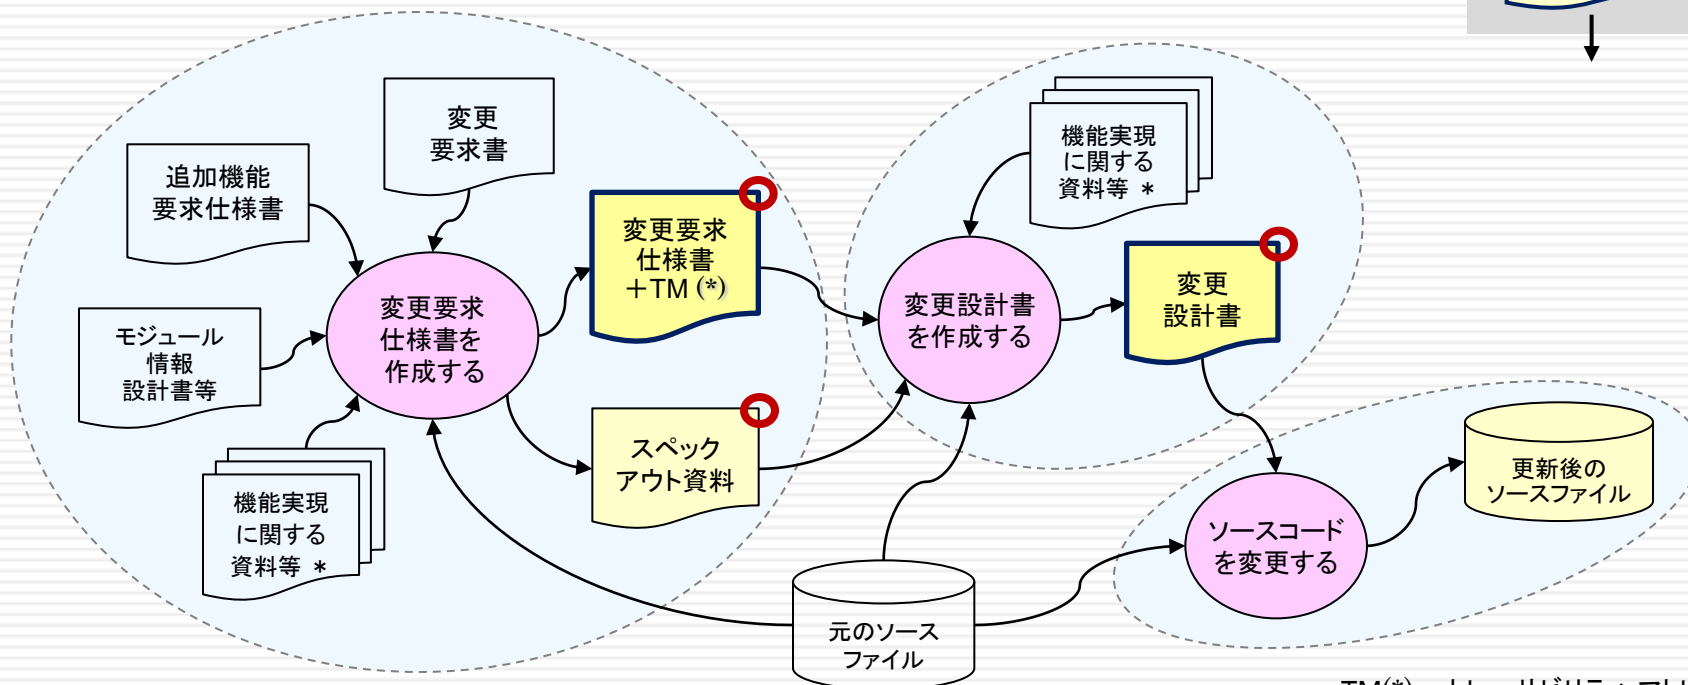 変更
要求書
追加機能
要求仕様書
モジュール
情報
設計書等
機能実現
に関する
資料等 *
変更要求
仕様書を
作成する
変更要求
仕様書
+TM (*)
スペック
アウト資料
機能実現
に関する
資料等 *
変更設計書
を作成する
変更
設計書
元のソース
ファイル
ソースコード
を変更する
更新後の
ソースファイル